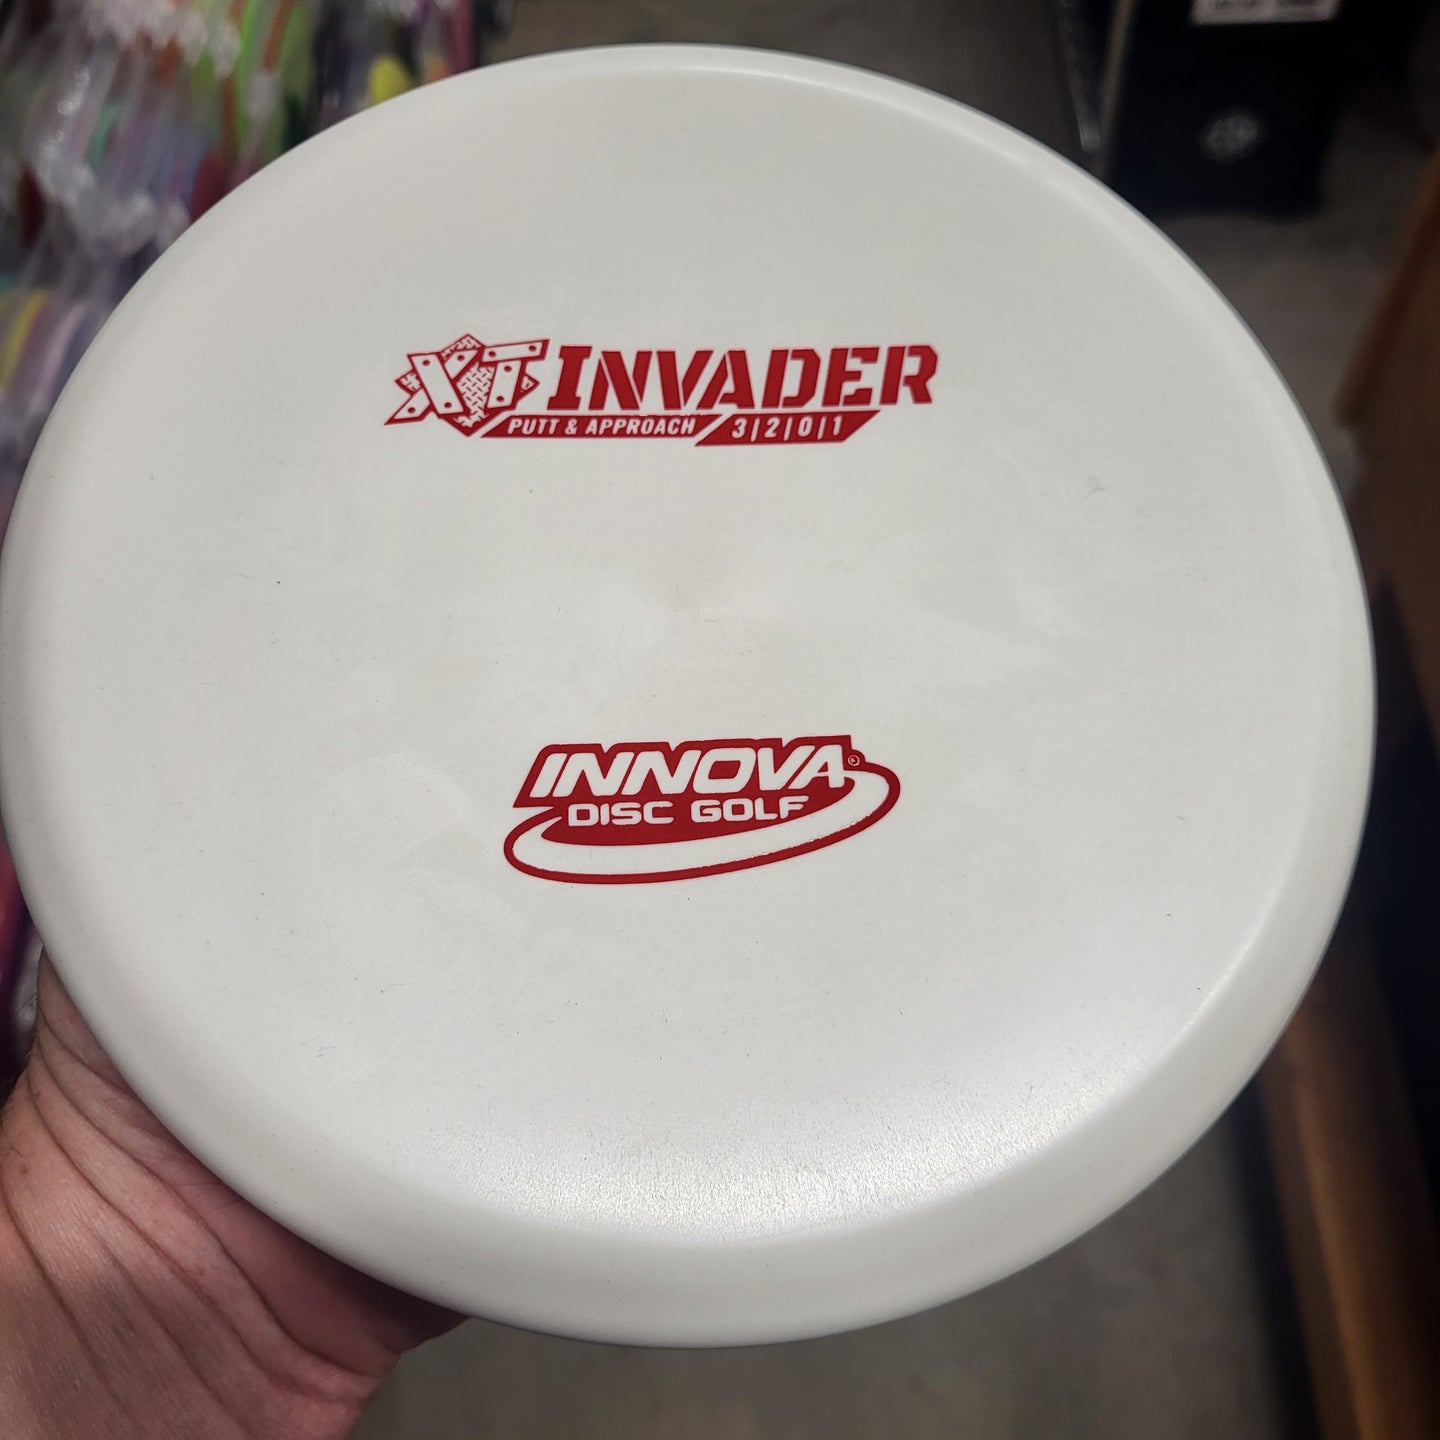 XT INVADER
PUTT & APPROACH 3|2|0|1
INNOVA®
DISC GOLF